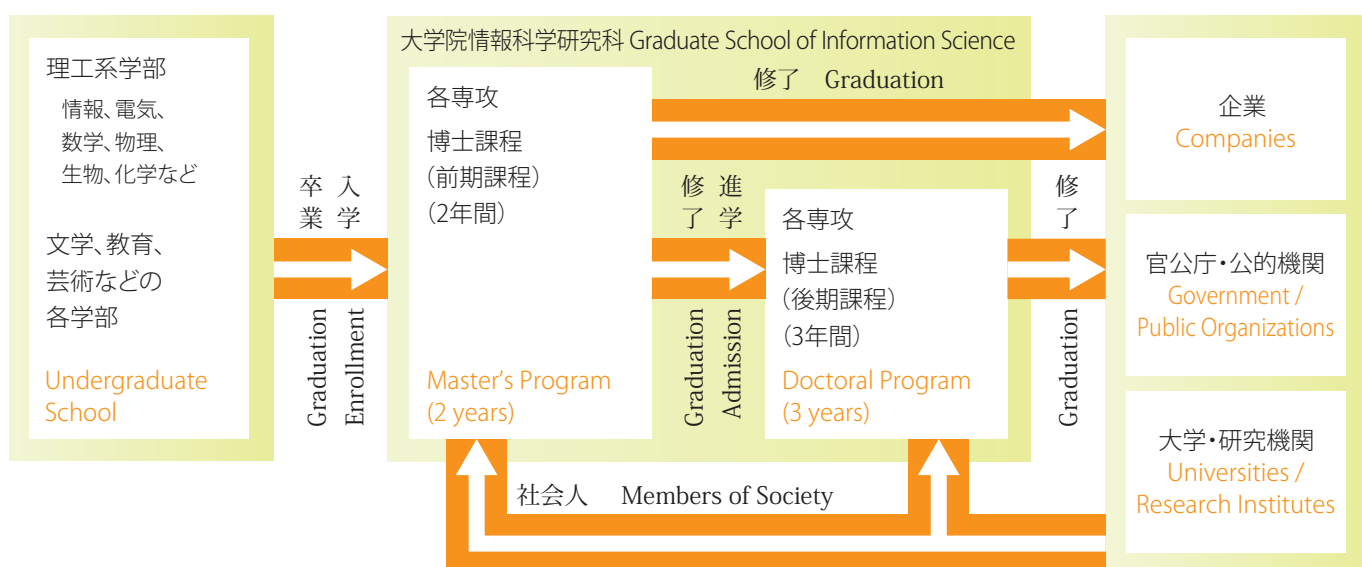 理工系学部
情報、電気、
数学、物理、
生物、化学など
文学、教育、
芸術などの
各学部
Undergraduate
School
卒業
入学
Graduation
Enrollment
大学院情報科学研究科 Graduate School of Information Science
各専攻
博士課程
（前期課程）
（2年間）
Master's Program
(2 years)
修了 Graduation
修了
進学
Graduation
Admission
各専攻
博士課程
（後期課程）
（3年間）
Doctoral Program
(3 years)
修了
Graduation
社会人 Members of Society
企業
Companies
官公庁・公的機関
Government /
Public Organizations
大学・研究機関
Universities /
Research Institutes